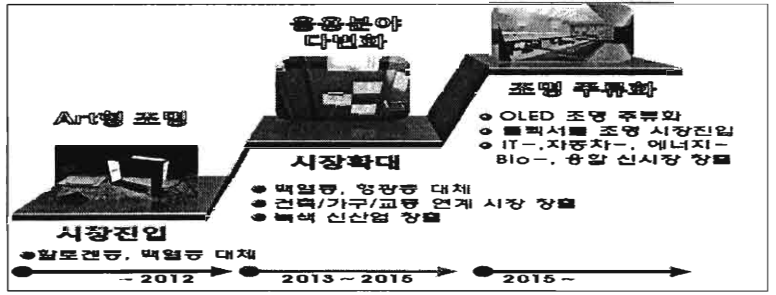 Art형 조명
시장진입
할로겐등, 백열등 대체
~ 2012
응용분야
다변화
시장확대
백열등, 형광등 대체
건축/가구/교통 연계 시장 창출
녹색 신산업 창출
2013 ~ 2015
조명 주류화
OLED 조명 주류화
플렉서블 조명 시장진입
IT-, 자동차-, 에너지-
Bio-, 융합 신시장 창출
2015 ~